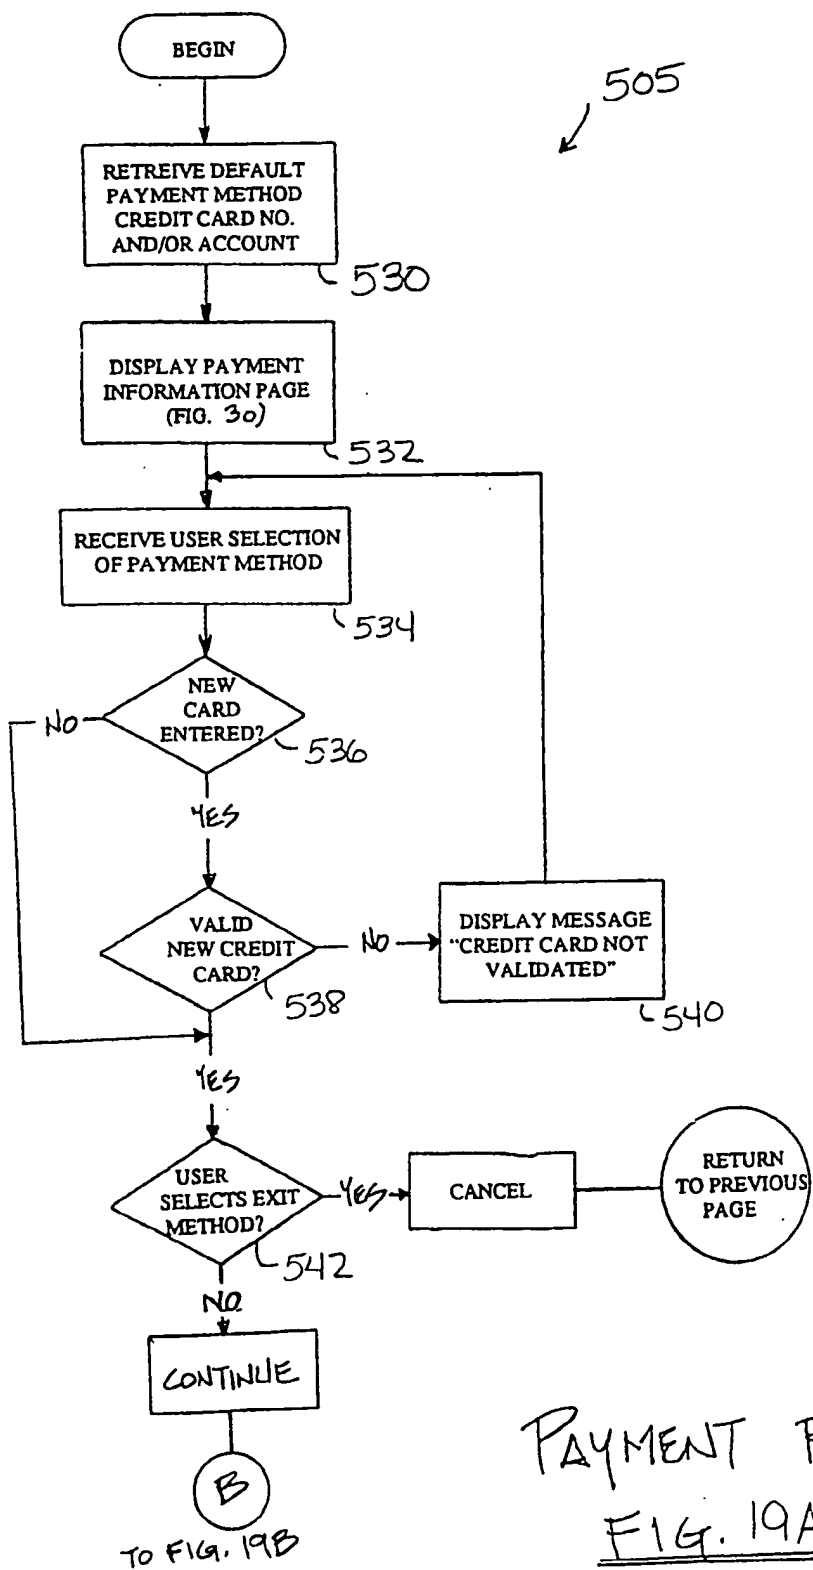 BEGIN
505
RETREIVE DEFAULT
PAYMENT METHOD
CREDIT CARD NO.
AND/OR ACCOUNT
530
DISPLAY PAYMENT
INFORMATION PAGE
(FIG. 30)
532
RECEIVE USER SELECTION
OF PAYMENT METHOD
534
NEW
CARD
ENTERED?
NO
536
YES
VALID
NEW CREDIT
CARD?
538
NO
DISPLAY MESSAGE
"CREDIT CARD NOT
VALIDATED"
540
YES
USER
SELECTS EXIT
METHOD?
542
YES
CANCEL
RETURN
TO PREVIOUS
PAGE
NO
CONTINUE
B
TO FIG. 19B
PAYMENT
FIG. 19A